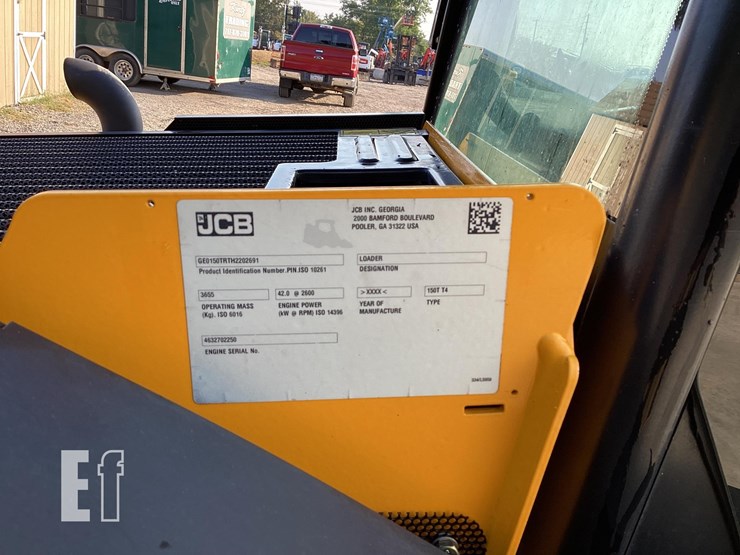 JCB
JCB INC. GEORGIA
2000 BAMFORD BOULEVARD
POOLER, GA 31322 USA
GEO150TRTH2202691
Product Identification Number.PIN.ISO 10261
LOADER
DESIGNATION
3655
OPERATING MASS
(Kg). ISO 6016
42.0 @ 2600
ENGINE POWER
(kW @ RPM) ISO 14396
>XXXX<
YEAR OF
MANUFACTURE
150T T4
TYPE
4632702250
ENGINE SERIAL No.
Ef